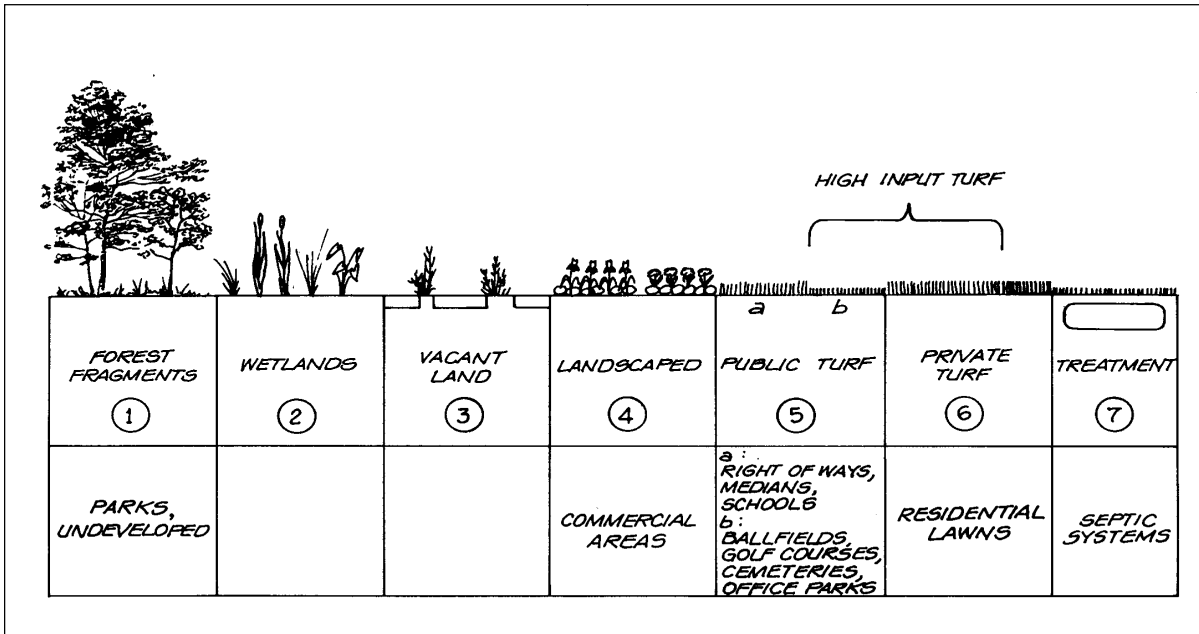 HIGH INPUT TURF
a b
FOREST
FRAGMENTS
1
WETLANDS
2
VACANT
LAND
3
LANDSCAPED
4
PUBLIC TURF
5
PRIVATE
TURF
6
TREATMENT
7
PARKS,
UNDEVELOPED
COMMERCIAL
AREAS
a:
RIGHT OF WAYS,
MEDIANS,
SCHOOLS
b:
BALLFIELDS,
GOLF COURSES,
CEMETERIES,
OFFICE PARKS
RESIDENTIAL
LAWNS
SEPTIC
SYSTEMS